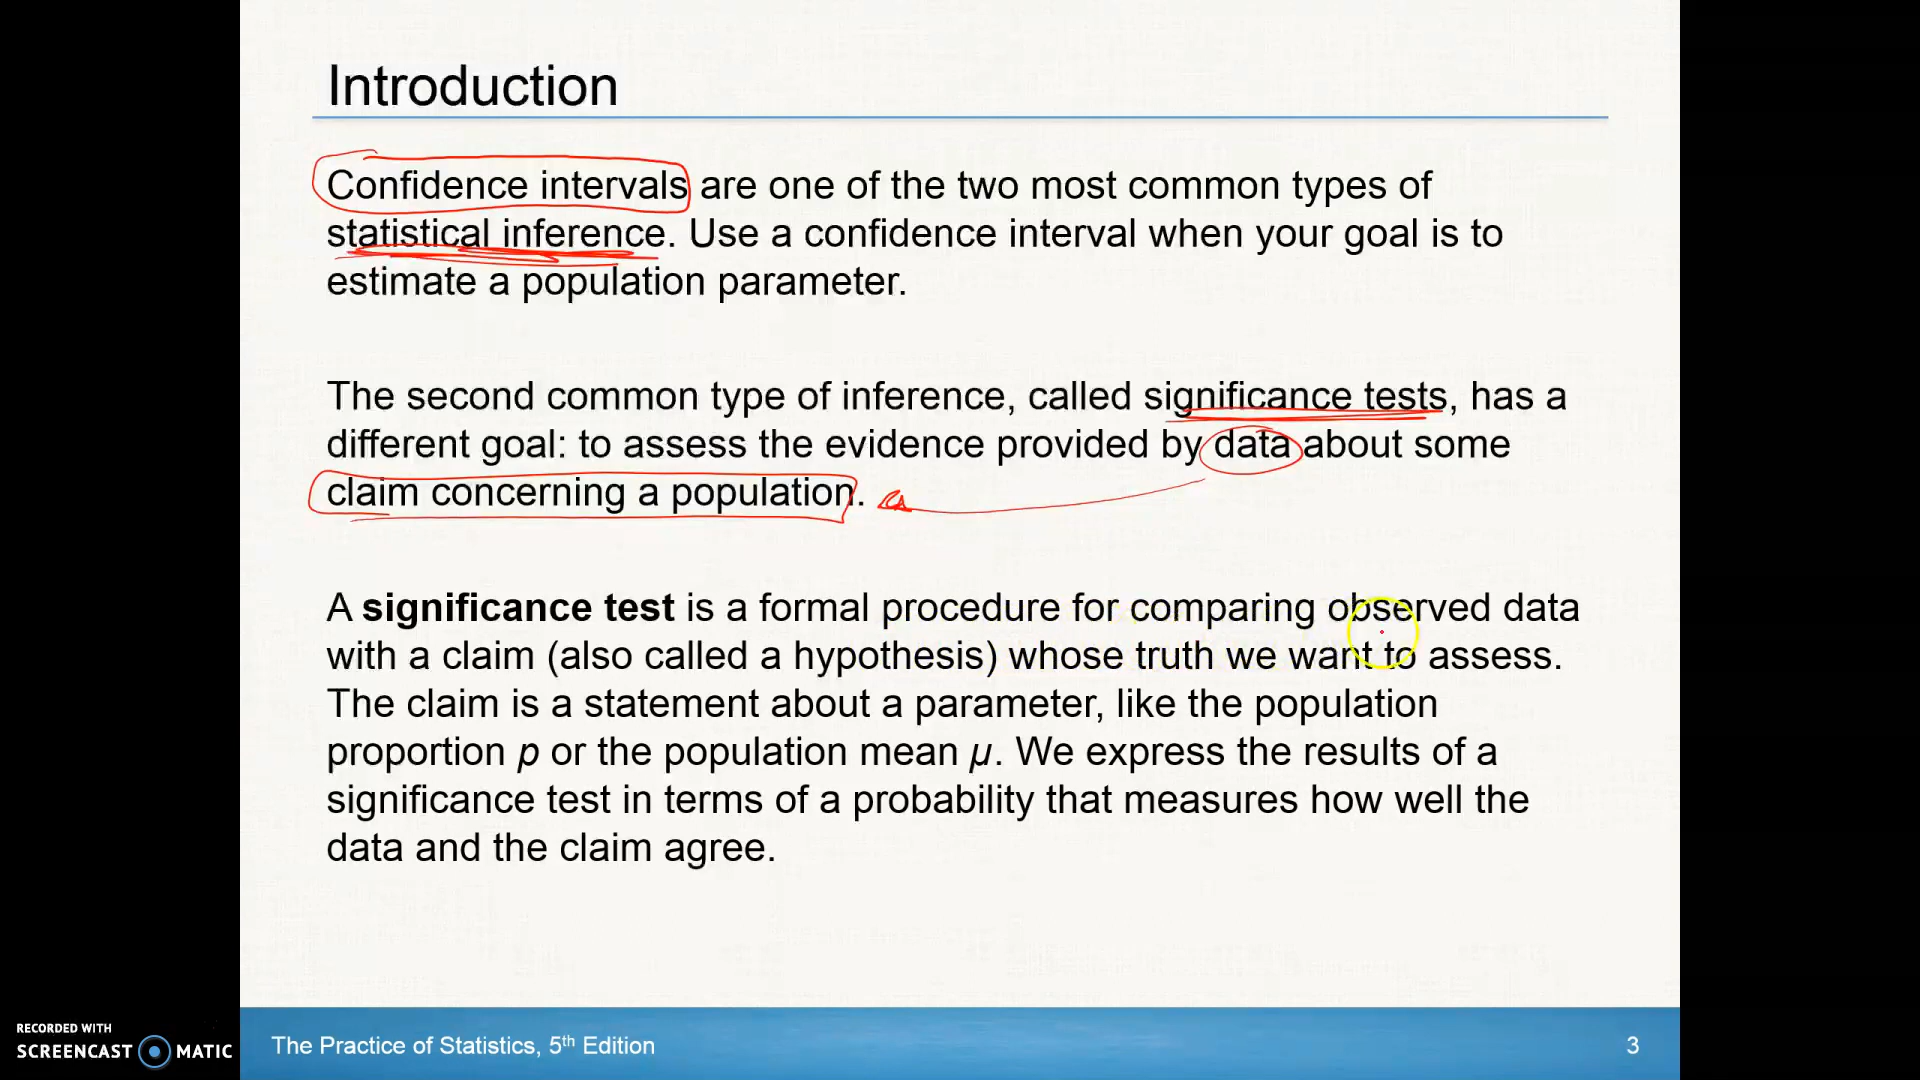 Introduction
Confidence intervals are one of the two most common types of
statistical inference. Use a confidence interval when your goal is to
estimate a population parameter.
The second common type of inference, called significance tests, has a
different goal: to assess the evidence provided by data about some
claim concerning a population.
A significance test is a formal procedure for comparing observed data
with a claim (also called a hypothesis) whose truth we want to assess.
The claim is a statement about a parameter, like the population
proportion p or the population mean µ. We express the results of a
significance test in terms of a probability that measures how well the
data and the claim agree.
RECORDED WITH
SCREENCAST MATIC
The Practice of Statistics, 5th Edition
3